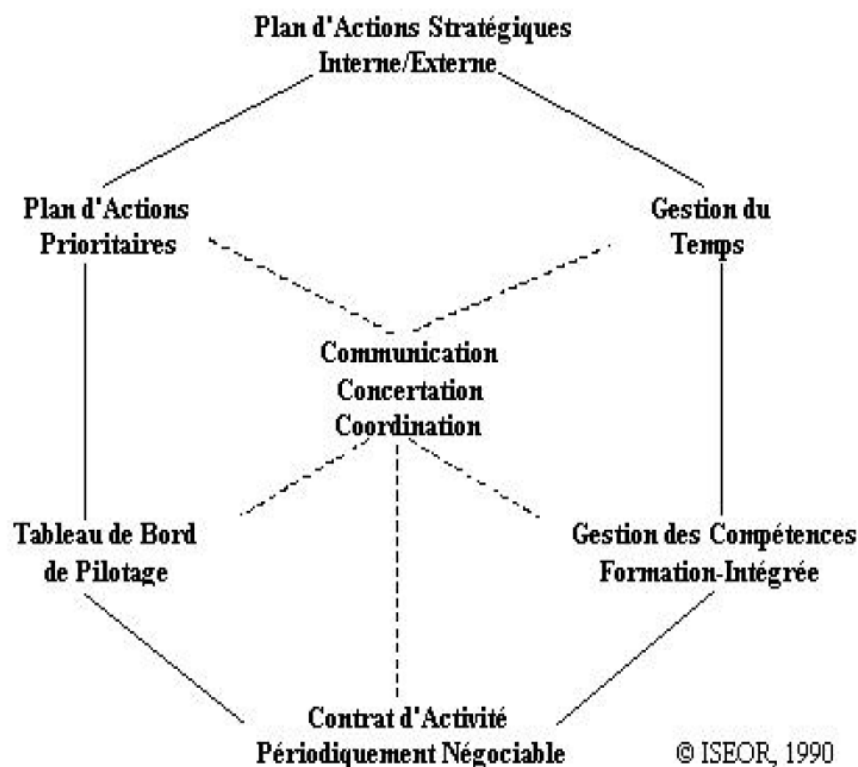 Plan d'Actions Stratégiques
Interne/Externe
Plan d'Actions
Prioritaires
Gestion du
Temps
Communication
Concertation
Coordination
Tableau de Bord
de Pilotage
Gestion des Compétences
Formation-Intégrée
Contrat d'Activité
Périodiquement Négociable
© ISEOR, 1990